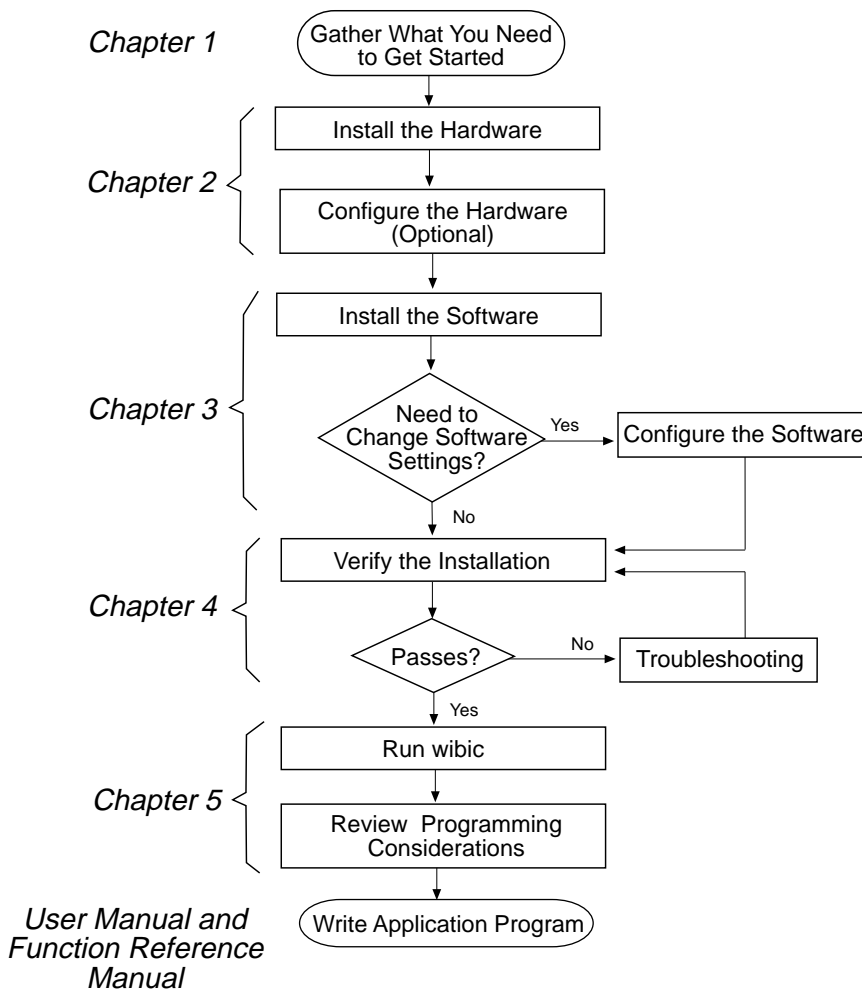 Chapter 1
Gather What You Need
to Get Started
Chapter 2
Install the Hardware
Configure the Hardware
(Optional)
Chapter 3
Install the Software
Need to
Change Software
Settings?
Yes
Configure the Software
No
Chapter 4
Verify the Installation
Passes?
No
Troubleshooting
Yes
Chapter 5
Run wibic
Review Programming
Considerations
User Manual and
Function Reference
Manual
Write Application Program